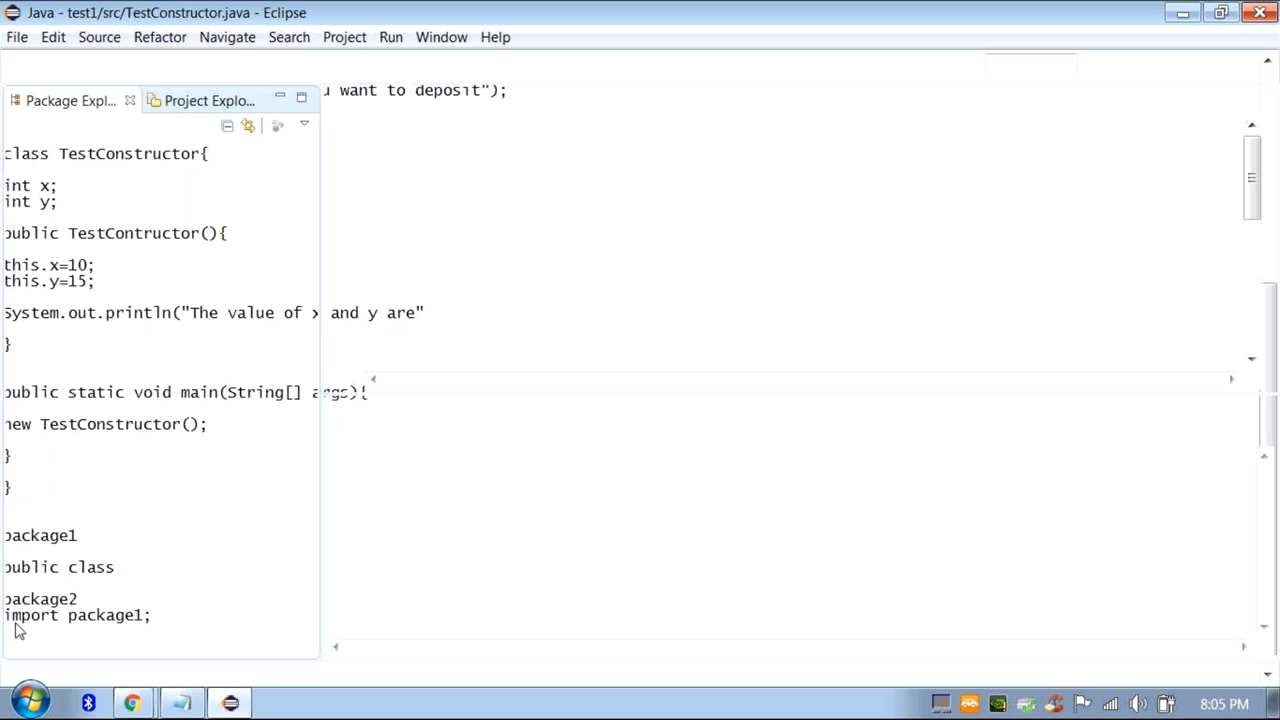 Java - test1/src/TestConstructor.java - Eclipse
File Edit Source Refactor Navigate Search Project Run Window Help
want to deposit");
Package Expl... Project Explo...
class TestConstructor{
int x;
int y;
public TestContructor(){
this.x=10;
this.y=15;
System.out.println("The value of x and y are"
}
public static void main(String[] args){
new TestConstructor();
}
}
package1
public class
package2
import package1;
8:05 PM